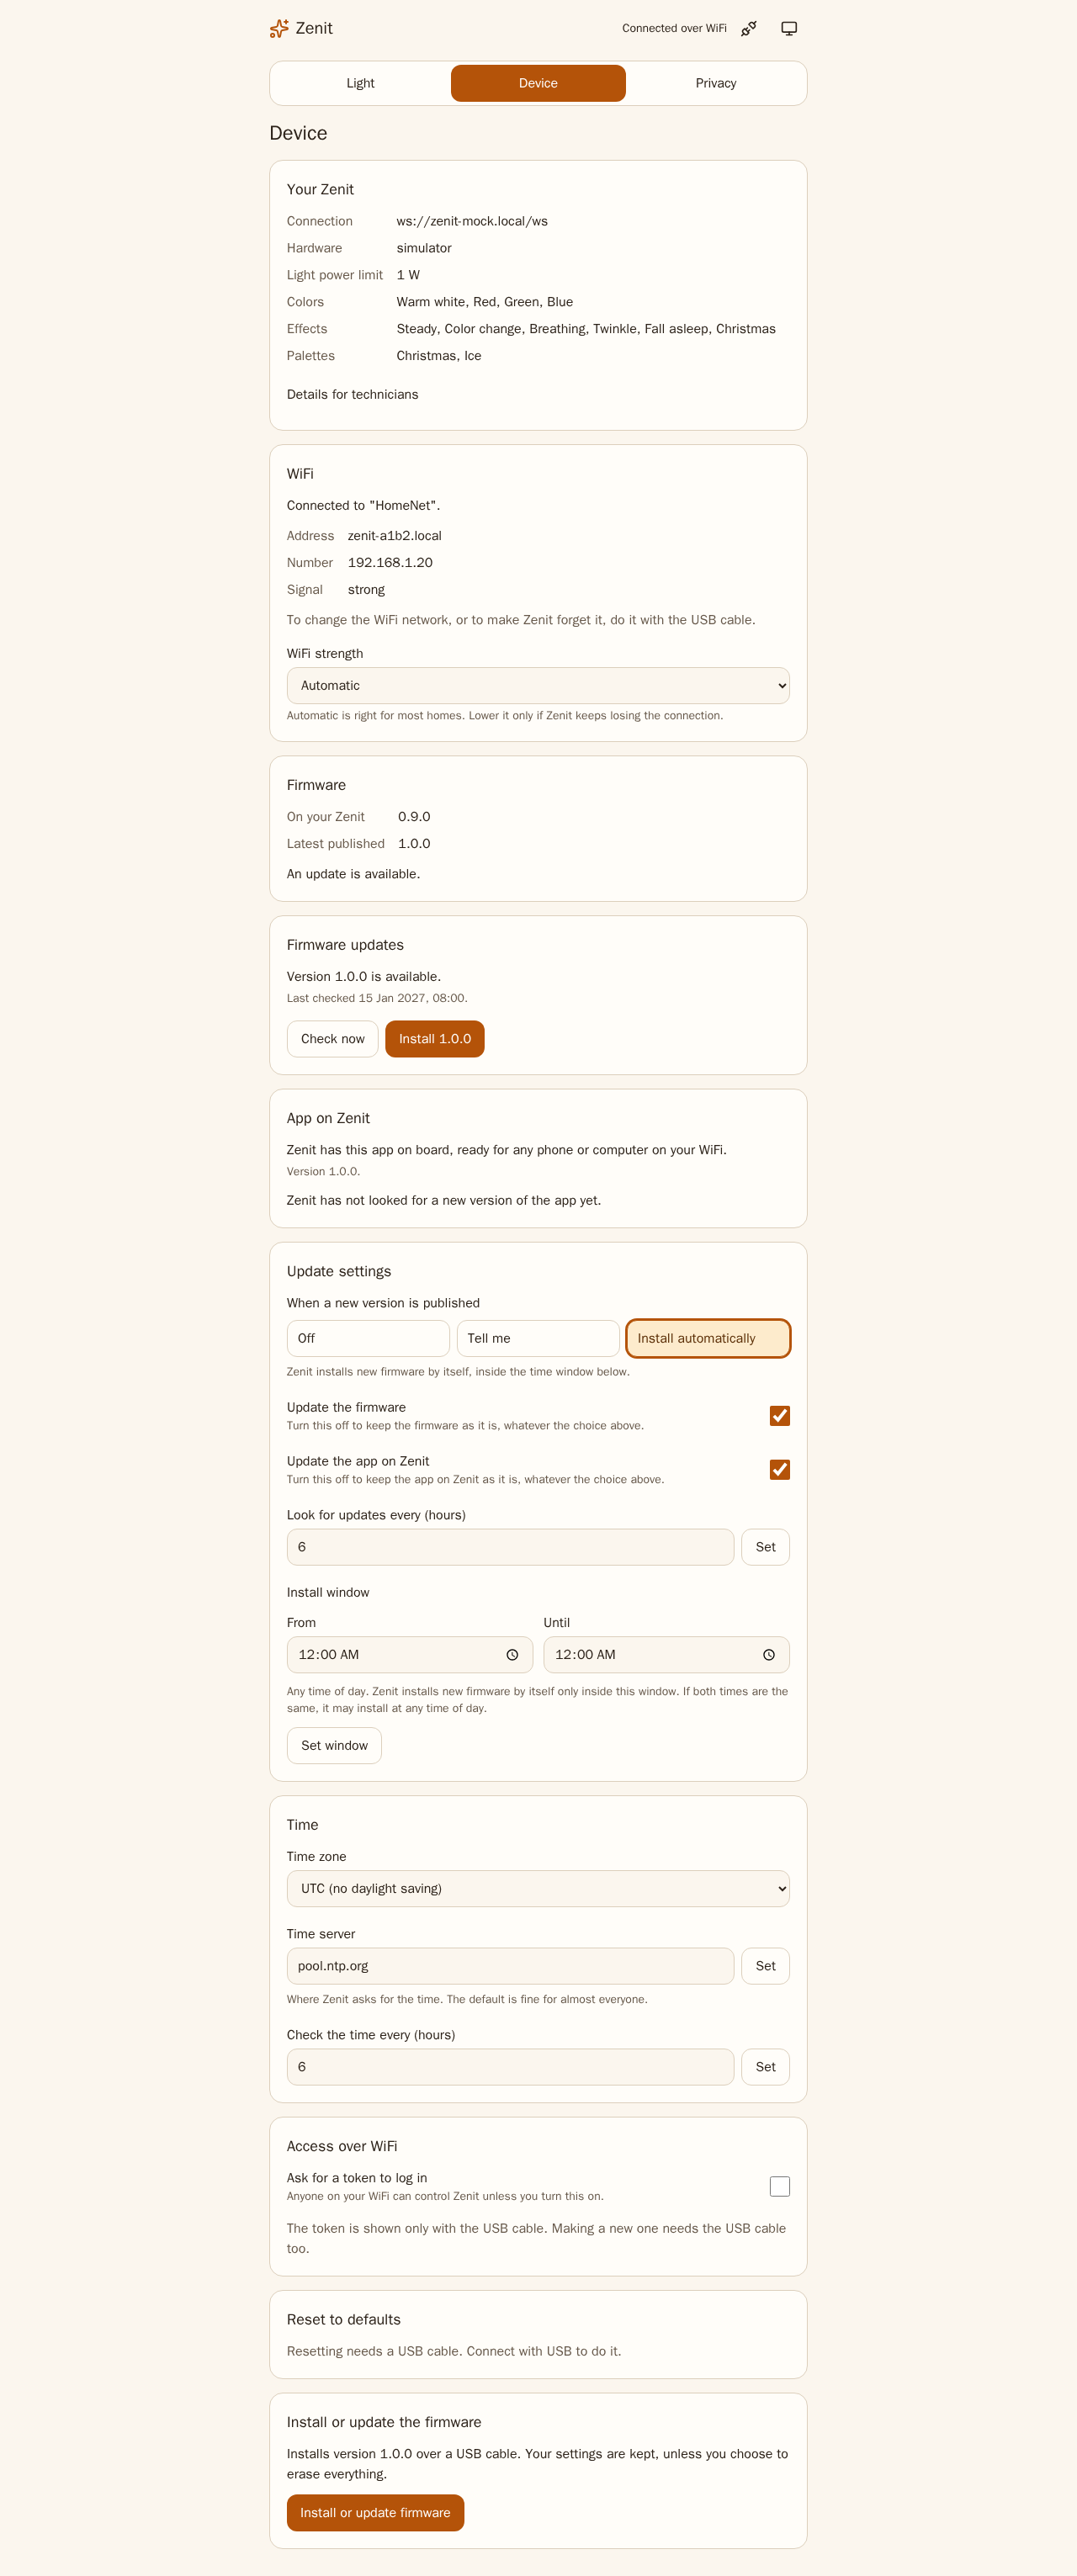 Zenit
Connected over WiFi
Light
Device
Privacy
Device
Your Zenit
Connection ws://zenit-mock.local/ws
Hardware simulator
Light power limit 1 W
Colors Warm white, Red, Green, Blue
Effects Steady, Color change, Breathing, Twinkle, Fall asleep, Christmas
Palettes Christmas, Ice
Details for technicians
WiFi
Connected to "HomeNet".
Address zenit-a1b2.local
Number 192.168.1.20
Signal strong
To change the WiFi network, or to make Zenit forget it, do it with the USB cable.
WiFi strength
Automatic
Automatic is right for most homes. Lower it only if Zenit keeps losing the connection.
Firmware
On your Zenit 0.9.0
Latest published 1.0.0
An update is available.
Firmware updates
Version 1.0.0 is available.
Last checked 15 Jan 2027, 08:00.
Check now
Install 1.0.0
App on Zenit
Zenit has this app on board, ready for any phone or computer on your WiFi.
Version 1.0.0.
Zenit has not looked for a new version of the app yet.
Update settings
When a new version is published
Off
Tell me
Install automatically
Zenit installs new firmware by itself, inside the time window below.
Update the firmware
Turn this off to keep the firmware as it is, whatever the choice above.
Update the app on Zenit
Turn this off to keep the app on Zenit as it is, whatever the choice above.
Look for updates every (hours)
6
Set
Install window
From
Until
12:00 AM
12:00 AM
Any time of day. Zenit installs new firmware by itself only inside this window. If both times are the
same, it may install at any time of day.
Set window
Time
Time zone
UTC (no daylight saving)
Time server
pool.ntp.org
Set
Where Zenit asks for the time. The default is fine for almost everyone.
Check the time every (hours)
6
Set
Access over WiFi
Ask for a token to log in
Anyone on your WiFi can control Zenit unless you turn this on.
The token is shown only with the USB cable. Making a new one needs the USB cable
too.
Reset to defaults
Resetting needs a USB cable. Connect with USB to do it.
Install or update the firmware
Installs version 1.0.0 over a USB cable. Your settings are kept, unless you choose to
erase everything.
Install or update firmware